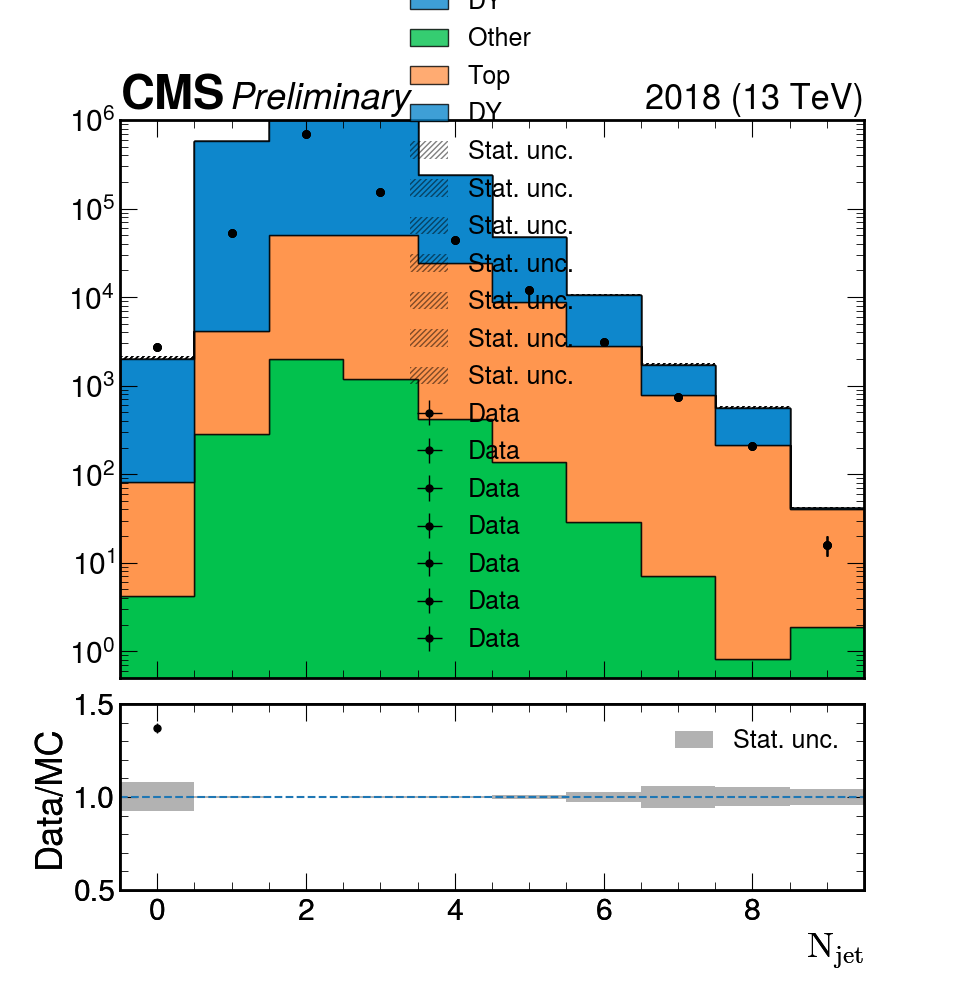 DY
Other
Top
DY
CMS Preliminary 2018 (13 TeV)
Stat. unc.
Stat. unc.
Stat. unc.
Stat. unc.
Stat. unc.
Stat. unc.
Stat. unc.
Data
Data
Data
Data
Data
Data
Data
10^6
10^5
10^4
10^3
10^2
10^1
10^0
1.5
1.0
0.5
Data/MC
Stat. unc.
0 2 4 6 8
N_jet